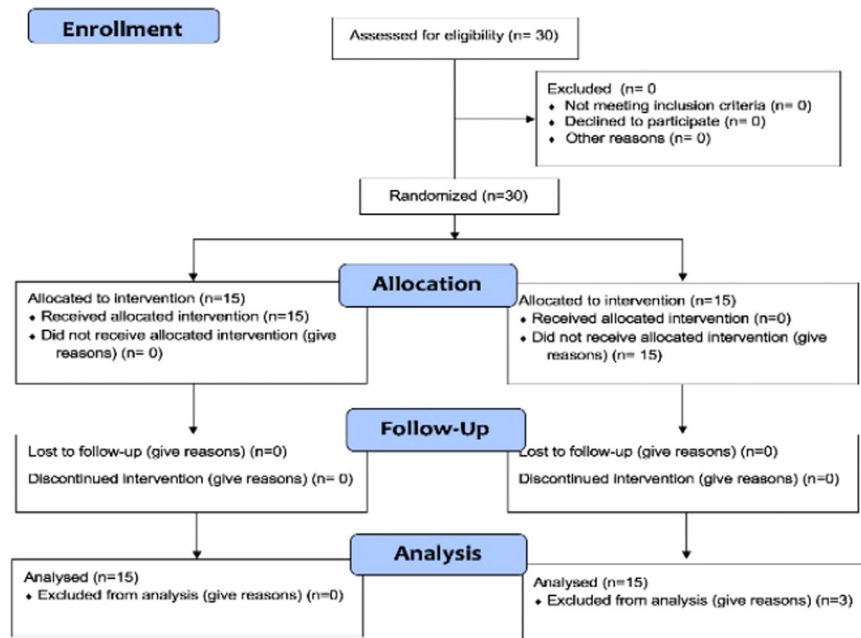 Enrollment
Assessed for eligibility (n= 30)
Excluded (n= 0
♦ Not meeting inclusion criteria (n= 0)
♦ Declined to participate (n= 0)
♦ Other reasons (n= 0)
Randomized (n=30)
Allocation
Allocated to intervention (n=15)
♦ Received allocated intervention (n=15)
♦ Did not receive allocated intervention (give
reasons) (n= 0)
Allocated to intervention (n=15)
♦ Received allocated intervention (n=0)
♦ Did not receive allocated intervention (give
reasons) (n= 15)
Follow-Up
Lost to follow-up (give reasons) (n=0)
Discontinued intervention (give reasons) (n= 0)
Lost to follow-up (give reasons) (n=0)
Discontinued intervention (give reasons) (n=0)
Analysis
Analysed (n=15)
♦ Excluded from analysis (give reasons) (n=0)
Analysed (n=15)
♦ Excluded from analysis (give reasons) (n=3)